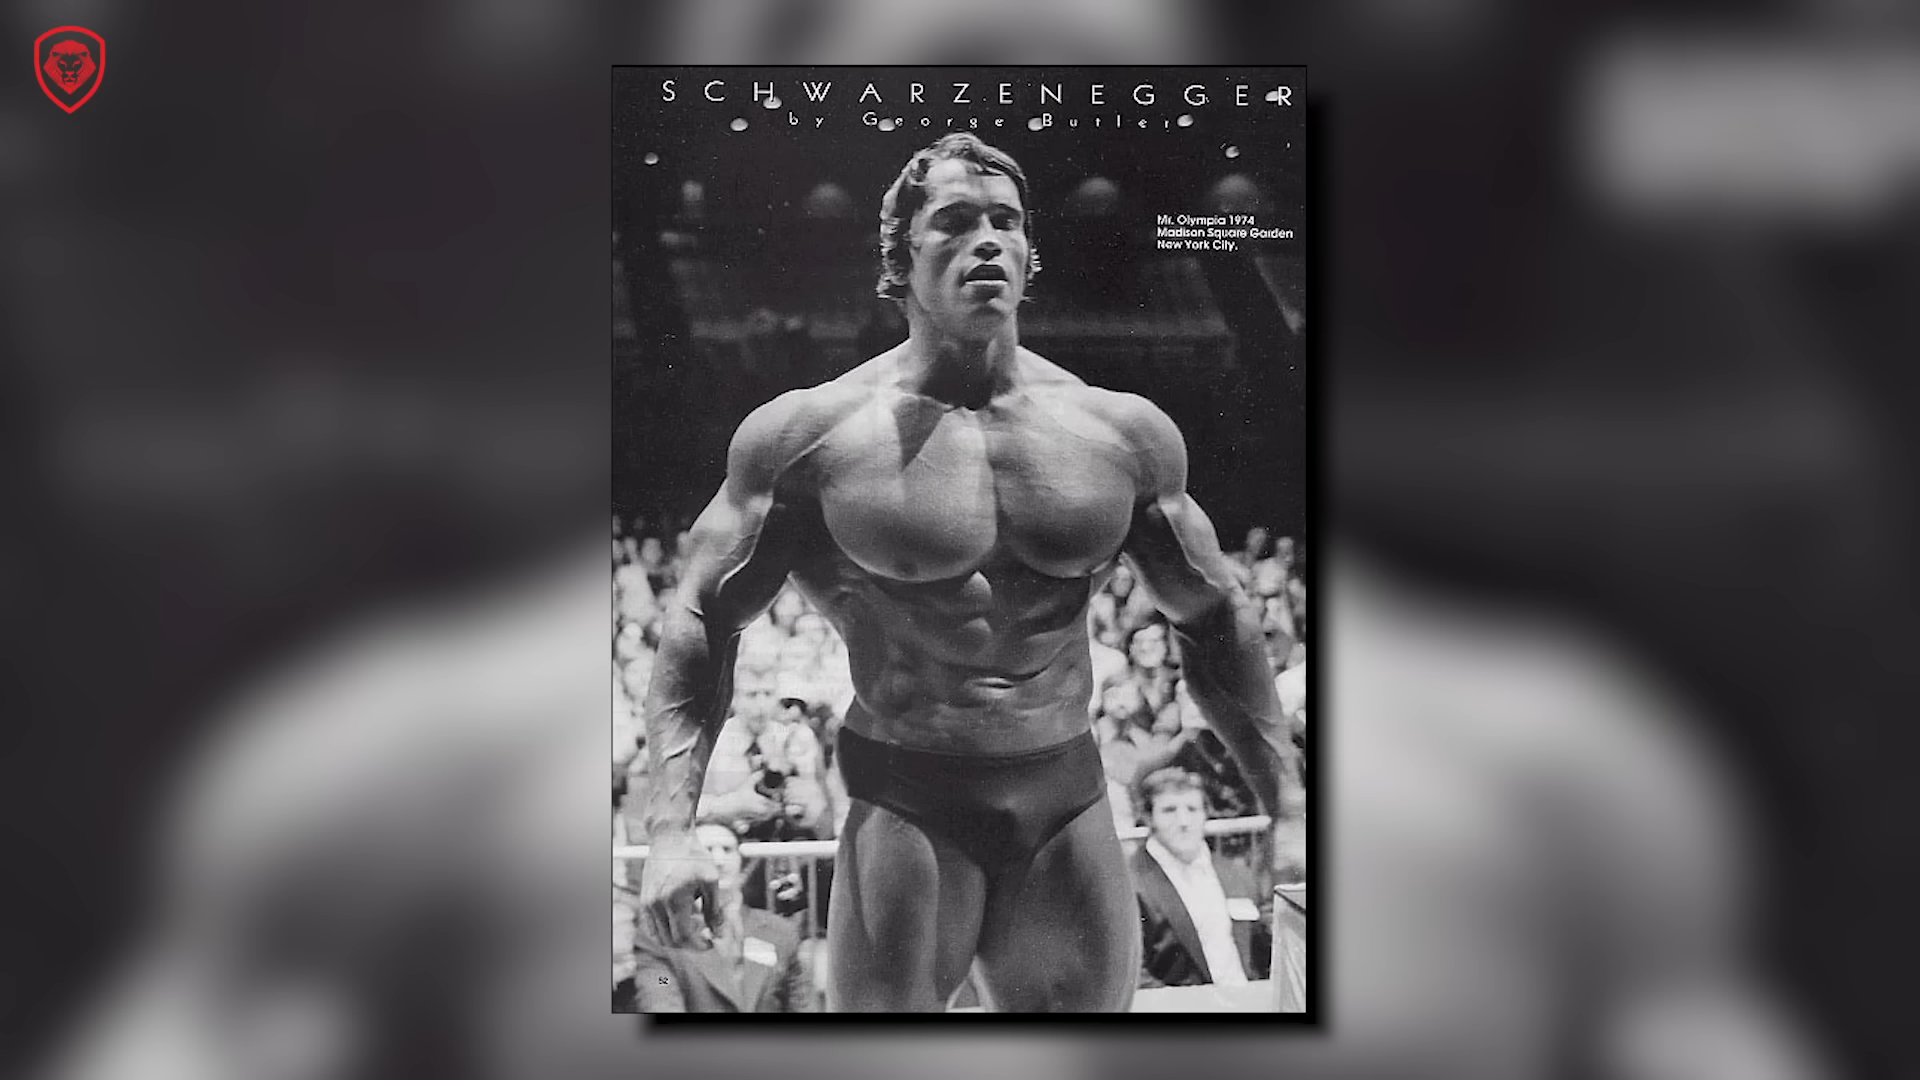 SCHWARZENEGGER
by George Butler
Mr. Olympia 1974
Madison Square Garden
New York City.
52